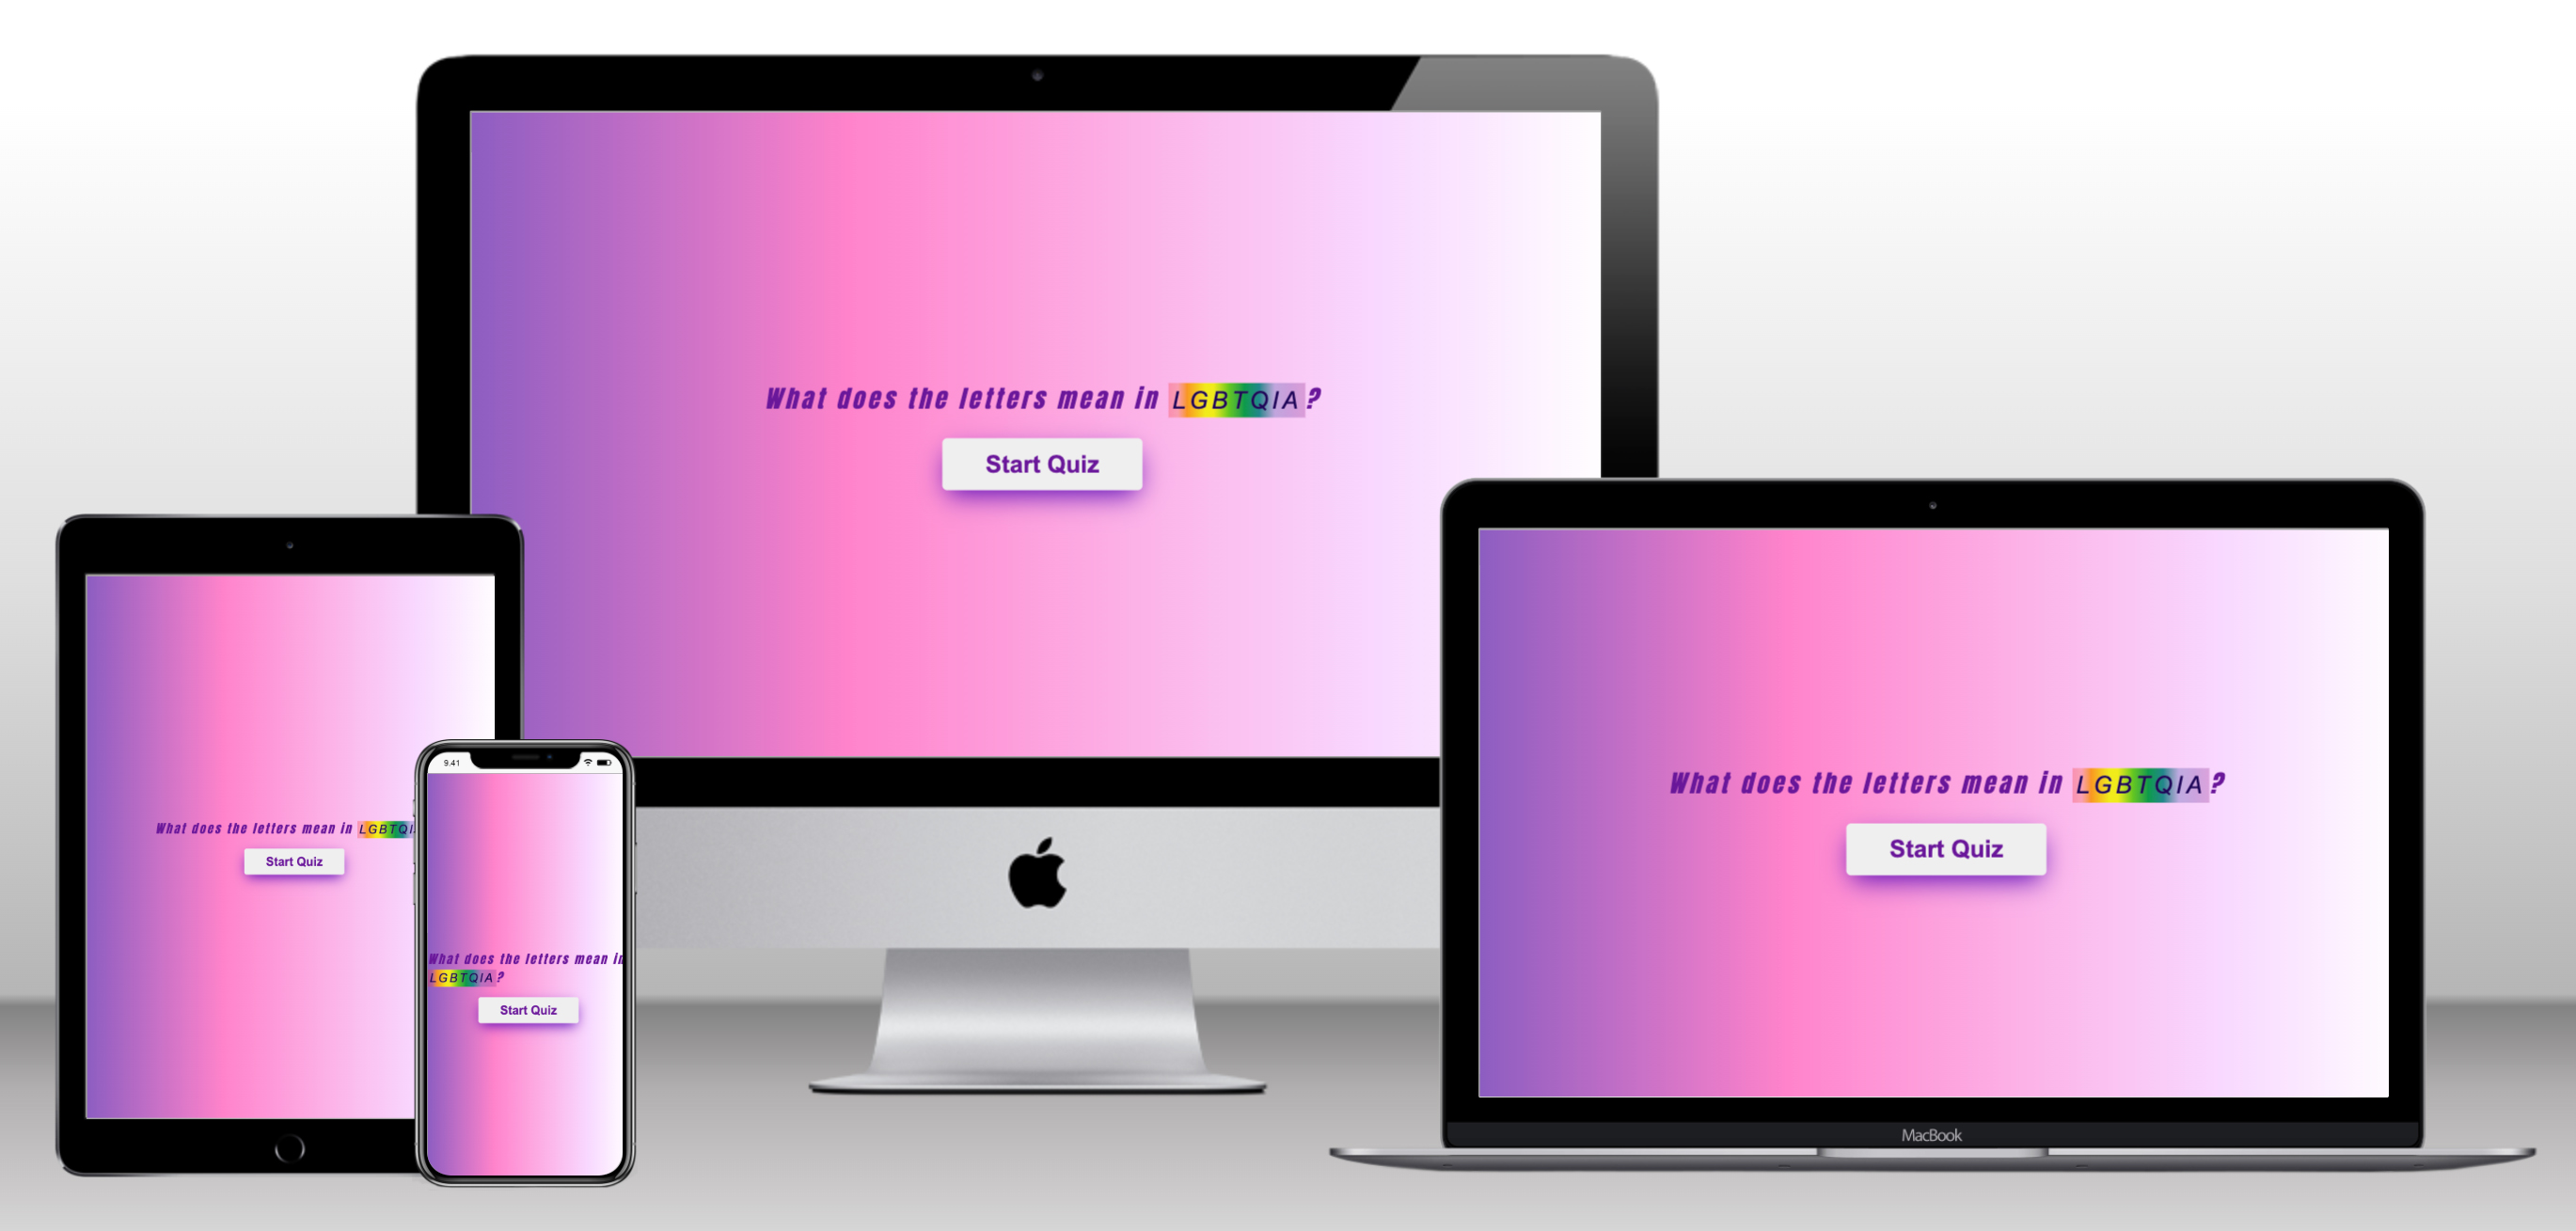 What does the letters mean in LGBTQIA?
Start Quiz
What does the letters mean in LGBTQI
Start Quiz
9.41
What does the letters mean in
LGBTQIA?
Start Quiz
What does the letters mean in LGBTQIA?
Start Quiz
MacBook